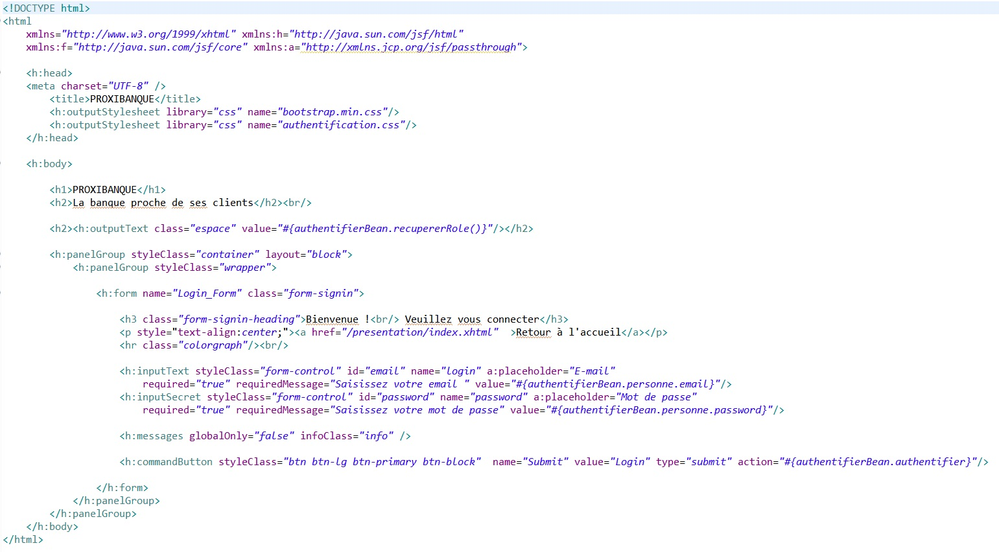 <!DOCTYPE html>
<html
xmlns="http://www.w3.org/1999/xhtml" xmlns:h="http://java.sun.com/jsf/html"
xmlns:f="http://java.sun.com/jsf/core" xmlns:a="http://xmlns.jcp.org/jsf/passthrough">
<h:head>
<meta charset="UTF-8" />
<title>PROXIBANQUE</title>
<h:outputStylesheet library="css" name="bootstrap.min.css"/>
<h:outputStylesheet library="css" name="authentification.css"/>
</h:head>
<h:body>
<h1>PROXIBANQUE</h1>
<h2>La banque proche de ses clients</h2><br/>
<h2><h:outputText class="espace" value="#{authentifierBean.recupererRole()}"/></h2>
<h:panelGroup styleClass="container" layout="block">
<h:panelGroup styleClass="wrapper">
<h:form name="Login_Form" class="form-signin">
<h3 class="form-signin-heading">Bienvenue !<br/> Veuillez vous connecter</h3>
<p style="text-align:center;"><a href="/presentation/index.xhtml"  >Retour à l'accueil</a></p>
<hr class="colorgraph"/><br/>
<h:inputText styleClass="form-control" id="email" name="login" a:placeholder="E-mail"
required="true" requiredMessage="Saisissez votre email " value="#{authentifierBean.personne.email}"/>
<h:inputSecret styleClass="form-control" id="password" name="password" a:placeholder="Mot de passe"
required="true" requiredMessage="Saisissez votre mot de passe" value="#{authentifierBean.personne.password}"/>
<h:messages globalOnly="false" infoClass="info" />
<h:commandButton styleClass="btn btn-lg btn-primary btn-block"  name="Submit" value="Login" type="submit" action="#{authentifierBean.authentifier}"/>
</h:form>
</h:panelGroup>
</h:panelGroup>
</h:body>
</html>